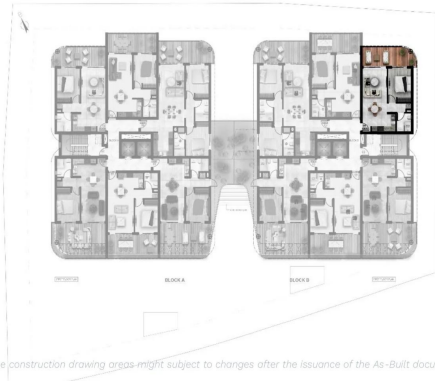 BLOCK A
BLOCK B
e construction drawing areas might subject to changes after the issuance of the As-Built docu